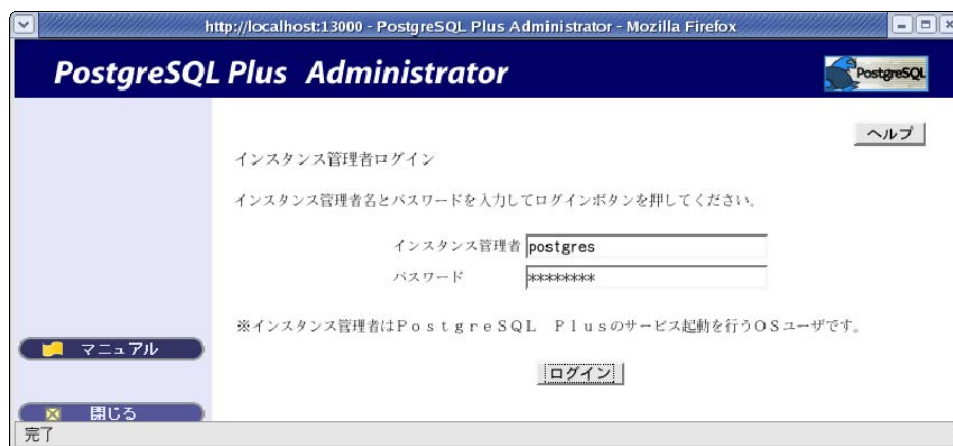 http://localhost:13000 - PostgreSQL Plus Administrator - Mozilla Firefox
PostgreSQL Plus Administrator
PostgreSQL
ヘルプ
インスタンス管理者ログイン
インスタンス管理者名とパスワードを入力してログインボタンを押してください。
インスタンス管理者 postgres
パスワード ********
※インスタンス管理者はPostgreSQL Plusのサービス起動を行うOSユーザです。
マニュアル
ログイン
閉じる
完了